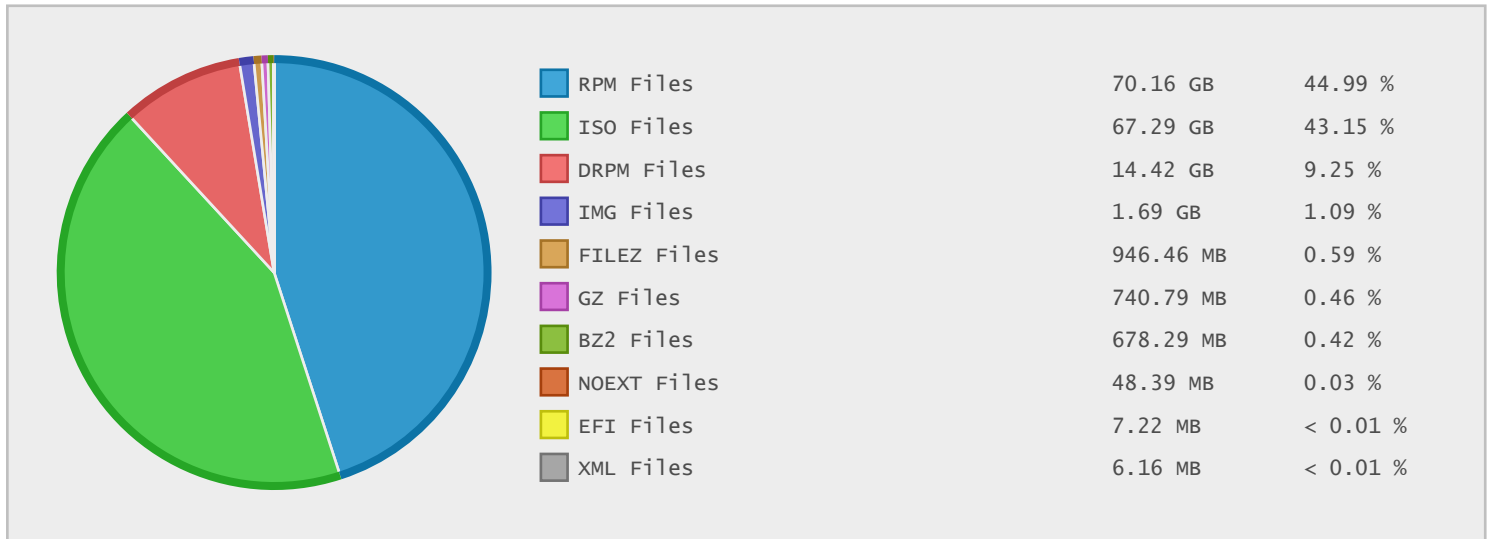 RPM Files 70.16 GB 44.99 %
ISO Files 67.29 GB 43.15 %
DRPM Files 14.42 GB 9.25 %
IMG Files 1.69 GB 1.09 %
FILEZ Files 946.46 MB 0.59 %
GZ Files 740.79 MB 0.46 %
BZ2 Files 678.29 MB 0.42 %
NOEXT Files 48.39 MB 0.03 %
EFI Files 7.22 MB < 0.01 %
XML Files 6.16 MB < 0.01 %